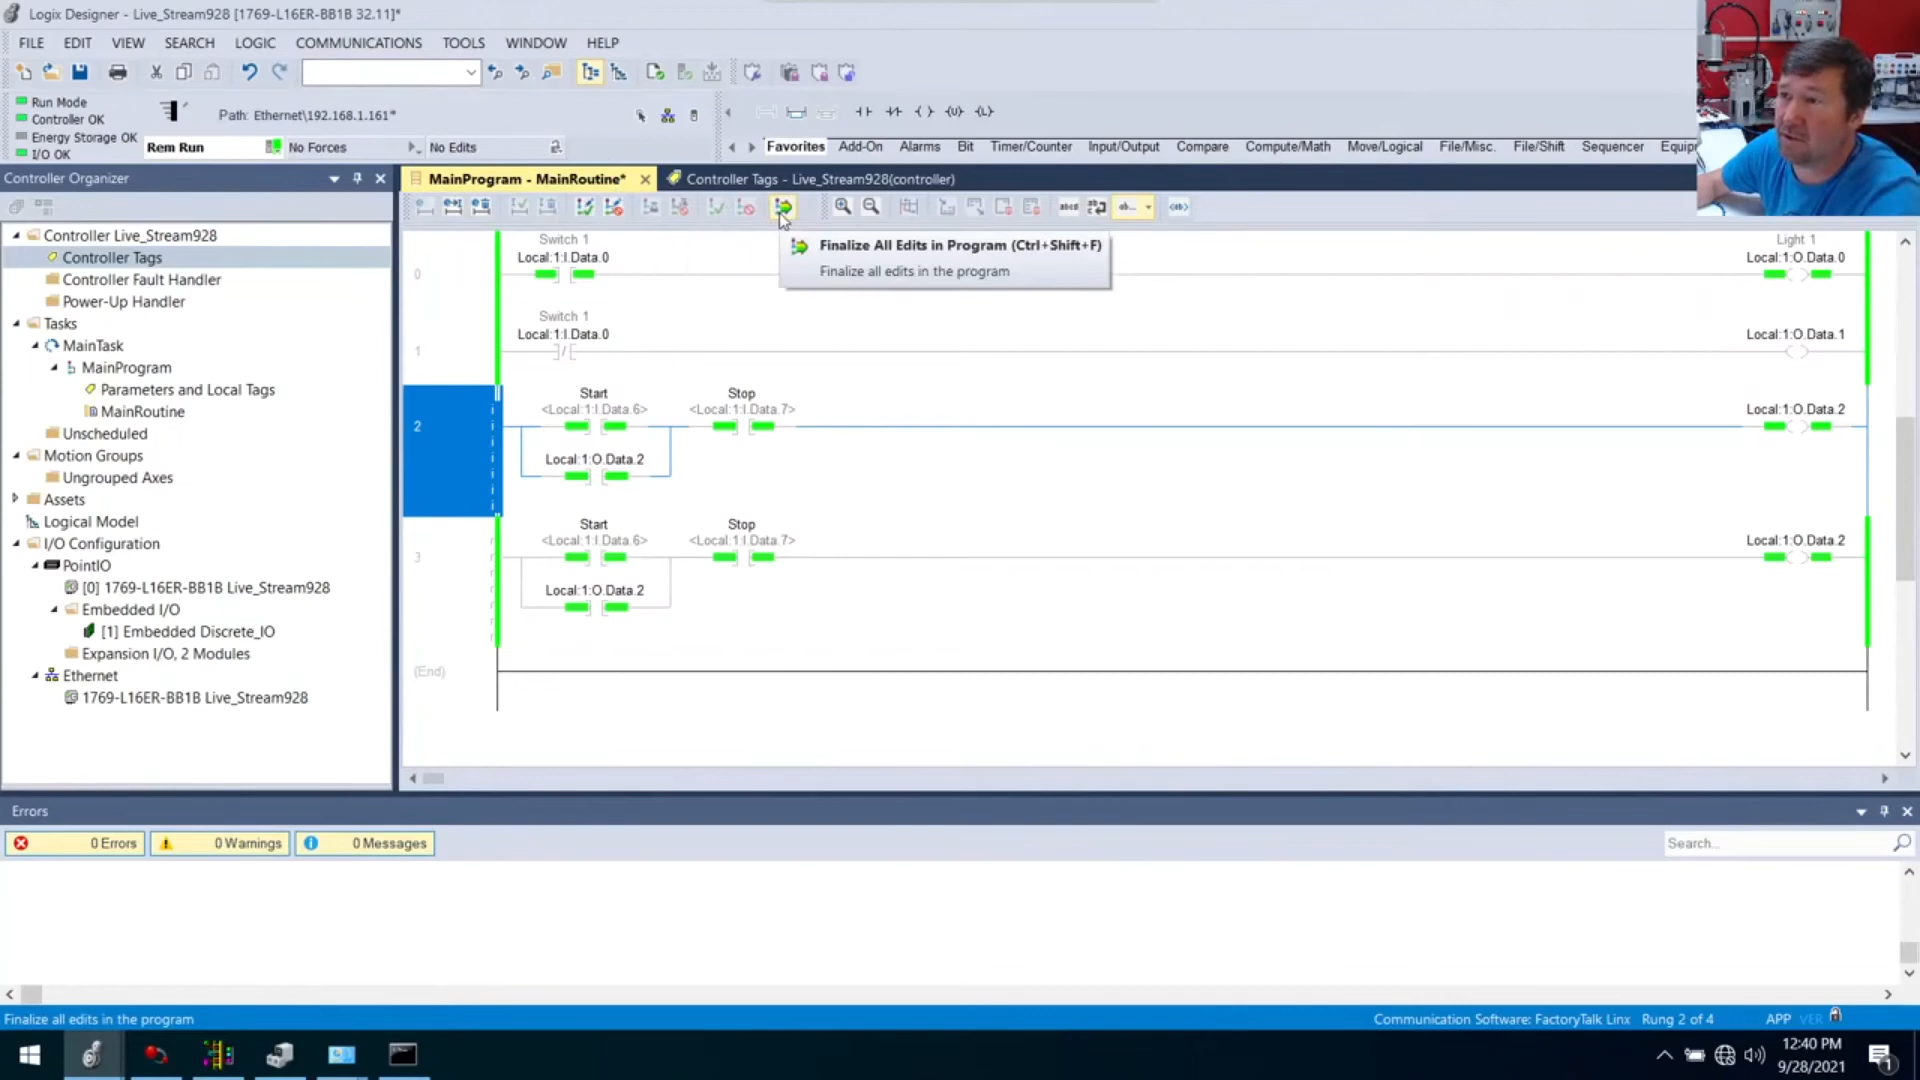 Logix Designer - Live_Stream928 [1769-L16ER-BB1B 32.11]*
FILE EDIT VIEW SEARCH LOGIC COMMUNICATIONS TOOLS WINDOW HELP
Run Mode
Controller OK
Energy Storage OK
I/O OK
Path: Ethernet\192.168.1.161*
Rem Run No Forces No Edits
Favorites Add-On Alarms Bit Timer/Counter Input/Output Compare Compute/Math Move/Logical File/Misc. File/Shift Sequencer Equip
Controller Organizer
MainProgram - MainRoutine*
Controller Tags - Live_Stream928(controller)
Finalize All Edits in Program (Ctrl+Shift+F)
Finalize all edits in the program
Controller Live_Stream928
Controller Tags
Controller Fault Handler
Power-Up Handler
Tasks
MainTask
MainProgram
Parameters and Local Tags
MainRoutine
Unscheduled
Motion Groups
Ungrouped Axes
Assets
Logical Model
I/O Configuration
PointIO
[0] 1769-L16ER-BB1B Live_Stream928
Embedded I/O
[1] Embedded Discrete_IO
Expansion I/O, 2 Modules
Ethernet
1769-L16ER-BB1B Live_Stream928
Switch 1
Local:1:I.Data.0
Light 1
Local:1:O.Data.0
0
Switch 1
Local:1:I.Data.0
Local:1:O.Data.1
1
Start Stop
<Local:1:I.Data.6> <Local:1:I.Data.7> Local:1:O.Data.2
2
Local:1:O.Data.2
Start Stop
<Local:1:I.Data.6> <Local:1:I.Data.7> Local:1:O.Data.2
3
Local:1:O.Data.2
(End)
Errors
0 Errors 0 Warnings 0 Messages
Search...
Finalize all edits in the program
Communication Software: FactoryTalk Linx Rung 2 of 4 APP VER
12:40 PM
9/28/2021
1